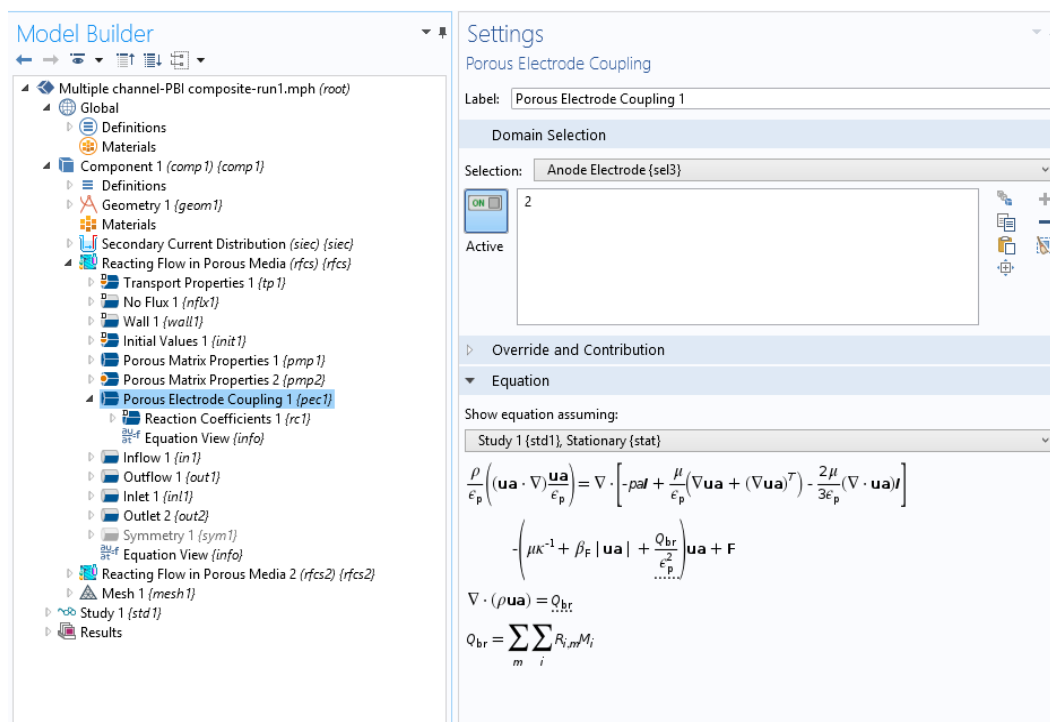 Model Builder
Multiple channel-PBI composite-run1.mph (root)
Global
Definitions
Materials
Component 1 (comp1) {comp1}
Definitions
Geometry 1 {geom1}
Materials
Secondary Current Distribution (siec) {siec}
Reacting Flow in Porous Media (rfcs) {rfcs}
Transport Properties 1 {tp1}
No Flux 1 {nflx1}
Wall 1 {wall1}
Initial Values 1 {init1}
Porous Matrix Properties 1 {pmp1}
Porous Matrix Properties 2 {pmp2}
Porous Electrode Coupling 1 {pec1}
Reaction Coefficients 1 {rc1}
Equation View {info}
Inflow 1 {in1}
Outflow 1 {out1}
Inlet 1 {inl1}
Outlet 2 {out2}
Symmetry 1 {sym1}
Equation View {info}
Reacting Flow in Porous Media 2 (rfcs2) {rfcs2}
Mesh 1 {mesh1}
Study 1 {std1}
Results
Settings
Porous Electrode Coupling
Label: Porous Electrode Coupling 1
Domain Selection
Selection: Anode Electrode {sel3}
ON
2
Active
Override and Contribution
Equation
Show equation assuming:
Study 1 {std1}, Stationary {stat}
ρ/ϵp((ua · ∇)ua/ϵp) = ∇ · [-paI + μ/ϵp(∇ua + (∇ua)^T) - 2μ/3ϵp(∇ · ua)I]
-(μκ^-1 + βF |ua| + Qbr/ϵp^2)ua + F
∇ · (ρua) = Qbr
Qbr = ∑m ∑i Ri,mMi